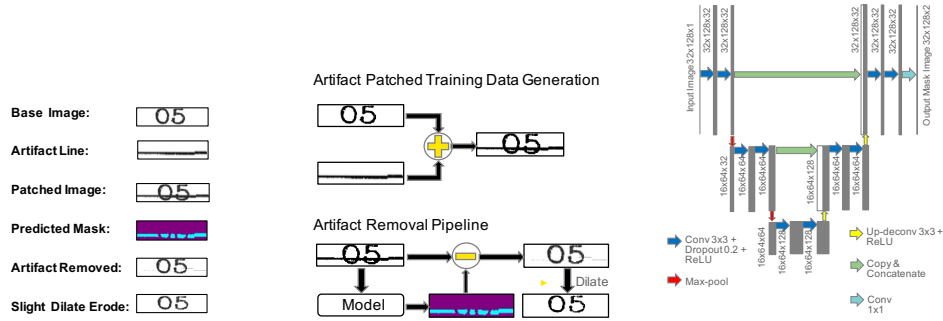 Base Image:
05
Artifact Line:
Patched Image:
05
Predicted Mask:
Artifact Removed:
05
Slight Dilate Erode:
05
Artifact Patched Training Data Generation
05
05
Artifact Removal Pipeline
05
05
Dilate
Model
05
Input Image 32x128x1
32x128x32
32x128x32
32x128x32
32x128x32
Output Mask Image 32x128x2
16x64x32
16x64x64
16x64x64
16x64x128
16x64x64
16x64x64
16x64x64
16x64x128
16x64x128
Conv 3x3 +
Dropout 0.2 +
ReLU
Max-pool
Up-deconv 3x3 +
ReLU
Copy &
Concatenate
Conv
1x1